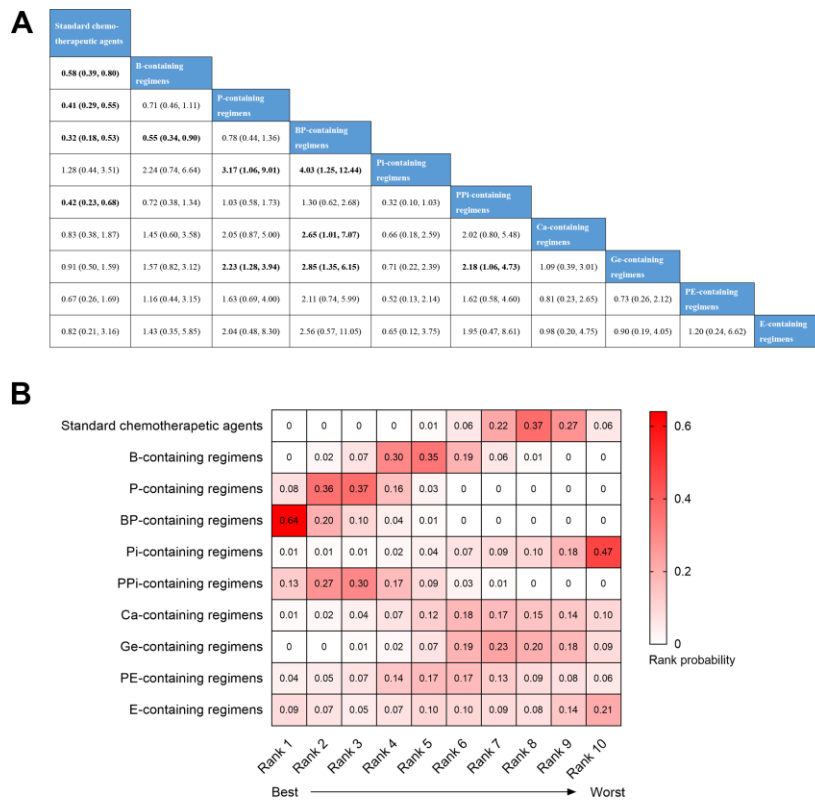 A
Standard chemo-
therapeutic agents
0.58 (0.39, 0.80)
B-containing
regimens
0.41 (0.29, 0.55)
0.71 (0.46, 1.11)
P-containing
regimens
0.32 (0.18, 0.53)
0.55 (0.34, 0.90)
0.78 (0.44, 1.36)
BP-containing
regimens
1.28 (0.44, 3.51)
2.24 (0.74, 6.64)
3.17 (1.06, 9.01)
4.03 (1.25, 12.44)
Pi-containing
regimens
0.42 (0.23, 0.68)
0.72 (0.38, 1.34)
1.03 (0.58, 1.73)
1.30 (0.62, 2.68)
0.32 (0.10, 1.03)
PPi-containing
regimens
0.83 (0.38, 1.87)
1.45 (0.60, 3.58)
2.05 (0.87, 5.00)
2.65 (1.01, 7.07)
0.66 (0.18, 2.59)
2.02 (0.80, 5.48)
Ca-containing
regimens
0.91 (0.50, 1.59)
1.57 (0.82, 3.12)
2.23 (1.28, 3.94)
2.85 (1.35, 6.15)
0.71 (0.22, 2.39)
2.18 (1.06, 4.73)
1.09 (0.39, 3.01)
Ge-containing
regimens
0.67 (0.26, 1.69)
1.16 (0.44, 3.15)
1.63 (0.69, 4.00)
2.11 (0.74, 5.99)
0.52 (0.13, 2.14)
1.62 (0.58, 4.60)
0.81 (0.23, 2.65)
0.73 (0.26, 2.12)
PE-containing
regimens
0.82 (0.21, 3.16)
1.43 (0.35, 5.85)
2.04 (0.48, 8.30)
2.56 (0.57, 11.05)
0.65 (0.12, 3.75)
1.95 (0.47, 8.61)
0.98 (0.20, 4.75)
0.90 (0.19, 4.05)
1.20 (0.24, 6.62)
E-containing
regimens
B
Standard chemotherapetic agents 0 0 0 0 0.01 0.06 0.22 0.37 0.27 0.06
B-containing regimens 0 0.02 0.07 0.30 0.35 0.19 0.06 0.01 0 0
P-containing regimens 0.08 0.36 0.37 0.16 0.03 0 0 0 0 0
BP-containing regimens 0.64 0.20 0.10 0.04 0.01 0 0 0 0 0
Pi-containing regimens 0.01 0.01 0.01 0.02 0.04 0.07 0.09 0.10 0.18 0.47
PPi-containing regimens 0.13 0.27 0.30 0.17 0.09 0.03 0.01 0 0 0
Ca-containing regimens 0.01 0.02 0.04 0.07 0.12 0.18 0.17 0.15 0.14 0.10
Ge-containing regimens 0 0 0.01 0.02 0.07 0.19 0.23 0.20 0.18 0.09
PE-containing regimens 0.04 0.05 0.07 0.14 0.17 0.17 0.13 0.09 0.08 0.06
E-containing regimens 0.09 0.07 0.05 0.07 0.10 0.10 0.09 0.08 0.14 0.21
Rank 1 Rank 2 Rank 3 Rank 4 Rank 5 Rank 6 Rank 7 Rank 8 Rank 9 Rank 10
Best Worst
0.6
0.4
0.2
0
Rank probability